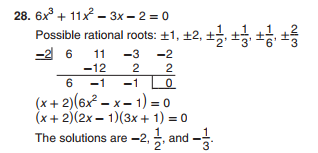 28. 6x³ + 11x² − 3x − 2 = 0
Possible rational roots: ±1, ±2, ±1/2, ±1/3, ±1/6, ±2/3
−2| 6 11 −3 −2
−12 2 2
6 −1 −1 |0
(x + 2)(6x² − x − 1) = 0
(x + 2)(2x − 1)(3x + 1) = 0
The solutions are −2, 1/2, and −1/3.